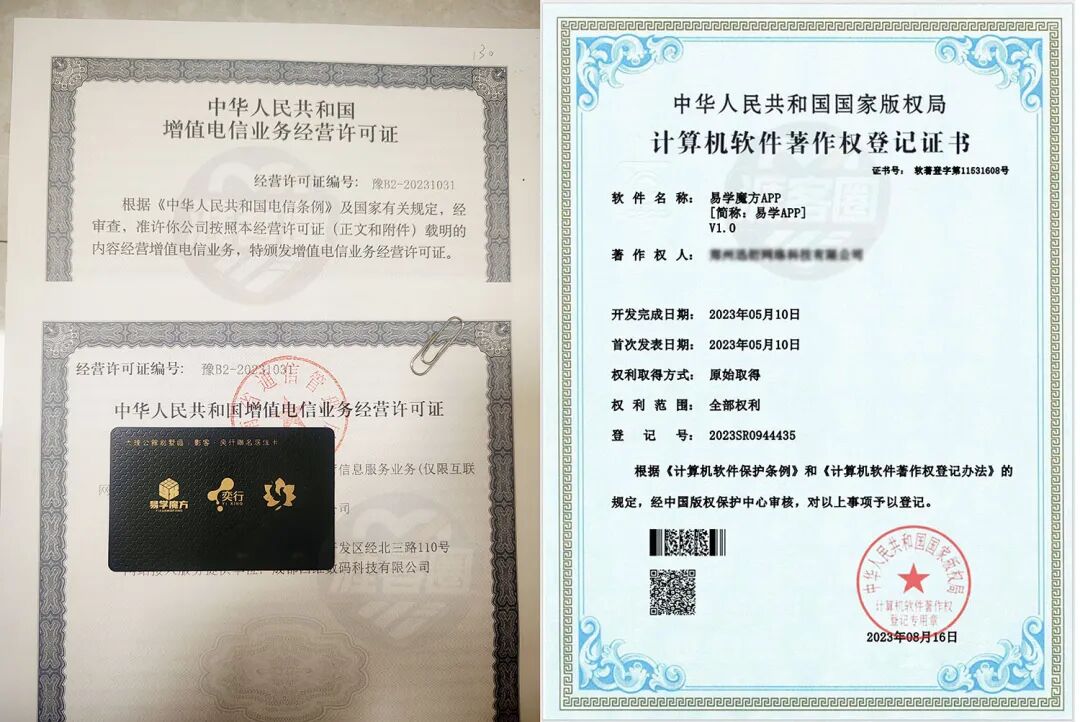 130
中华人民共和国
增值电信业务经营许可证
经营许可证编号: 豫B2-20231031
根据《中华人民共和国电信条例》及国家有关规定，经
审查，准许你公司按照本经营许可证（正文和附件）载明的
内容经营增值电信业务，特颁发增值电信业务经营许可证。
经营许可证编号: 豫B2-20231031
通信管
中华人民共和国增值电信业务经营许可证
信息服务业务(仅限互联
网
公司
开发区经北三路110号
数码科技有限公司
易学魔方
奕行
YI XING
中华人民共和国国家版权局
计算机软件著作权登记证书
证书号： 软著登字第11531608号
软件名称： 易学魔方APP
[简称：易学APP]
V1.0
著作权人：
开发完成日期： 2023年05月10日
首次发表日期： 2023年05月10日
权利取得方式： 原始取得
权利范围： 全部权利
登记号： 2023SR0944435
根据《计算机软件保护条例》和《计算机软件著作权登记办法》的
规定，经中国版权保护中心审核，对以上事项予以登记。
中华人民共和国国家版权局
计算机软件著作权
登记专用章
2023年08月16日